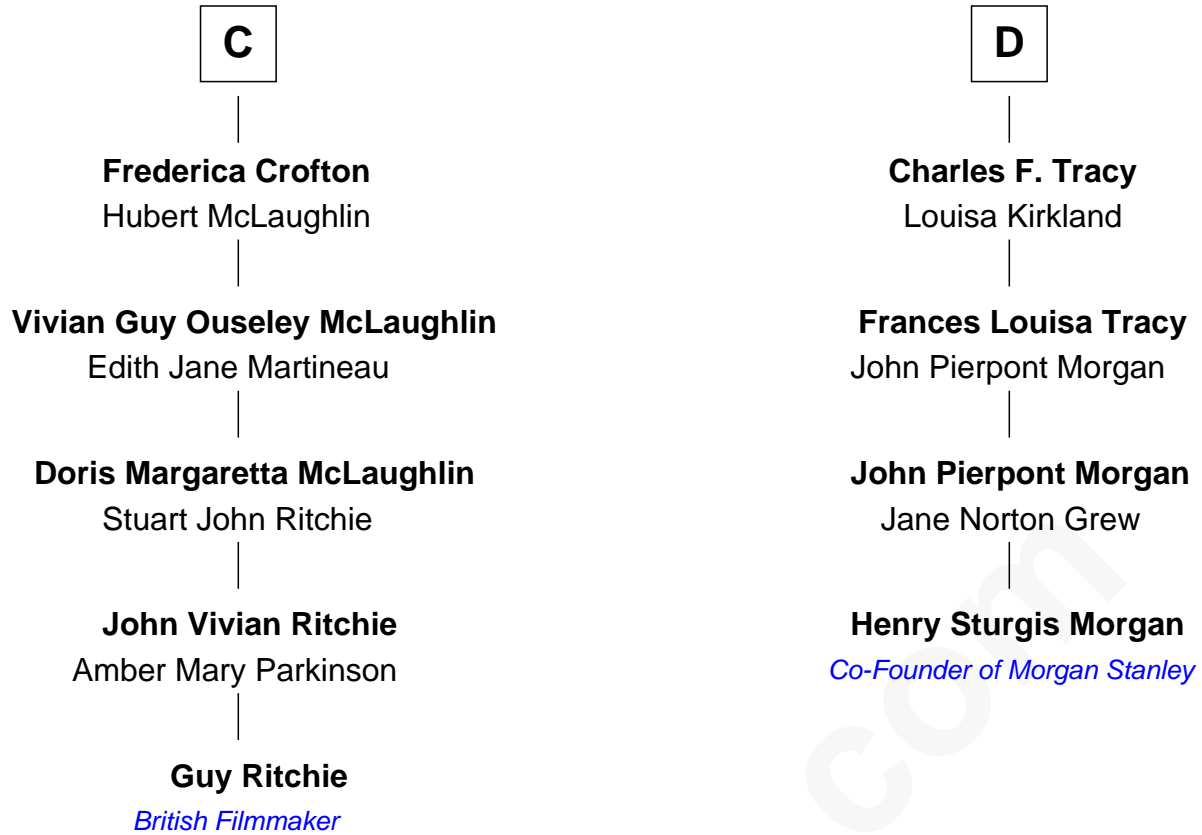 C
Frederica Crofton
Hubert McLaughlin
Vivian Guy Ouseley McLaughlin
Edith Jane Martineau
Doris Margaretta McLaughlin
Stuart John Ritchie
John Vivian Ritchie
Amber Mary Parkinson
Guy Ritchie
British Filmmaker
D
Charles F. Tracy
Louisa Kirkland
Frances Louisa Tracy
John Pierpont Morgan
John Pierpont Morgan
Jane Norton Grew
Henry Sturgis Morgan
Co-Founder of Morgan Stanley
com